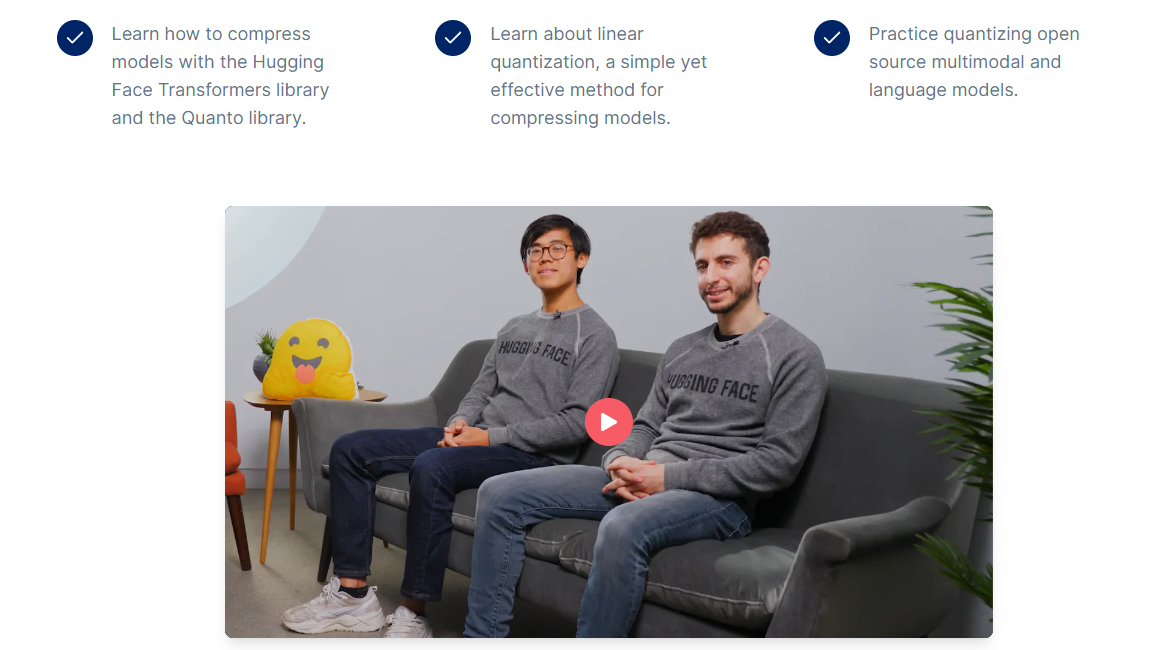 Learn how to compress
models with the Hugging
Face Transformers library
and the Quanto library.
Learn about linear
quantization, a simple yet
effective method for
compressing models.
Practice quantizing open
source multimodal and
language models.
HUGGING FACE
HUGGING FACE